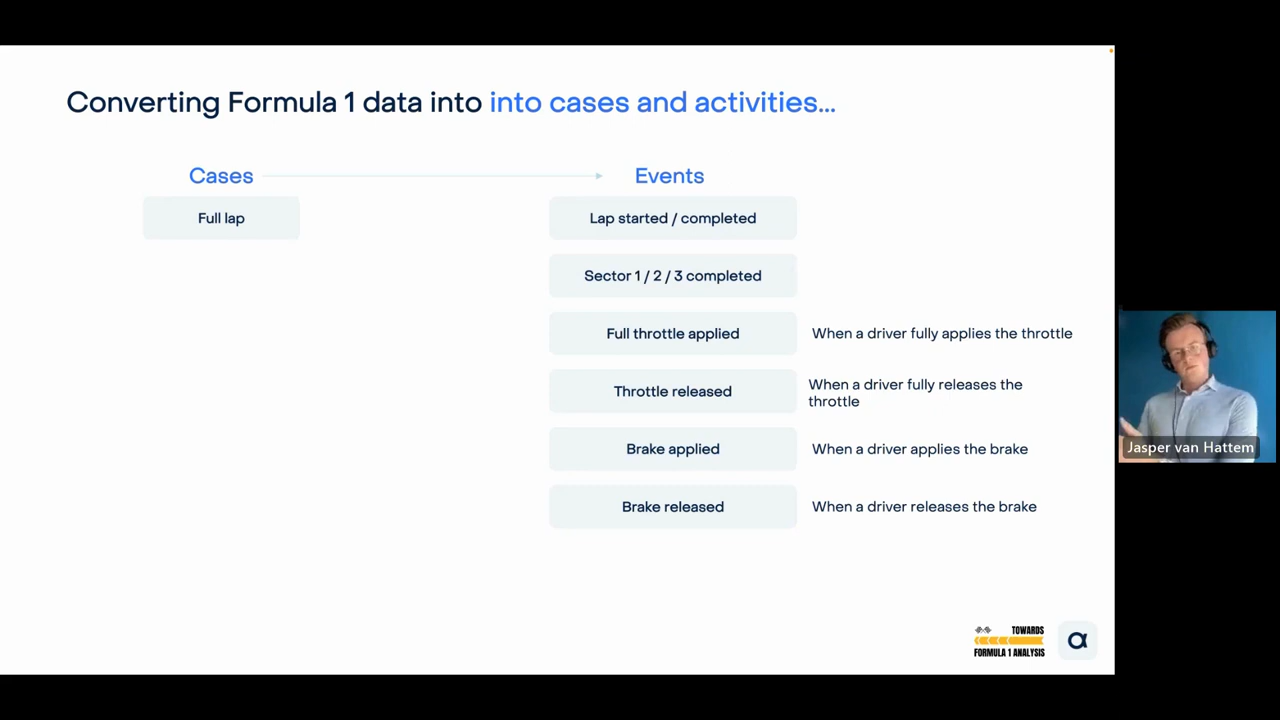 Converting Formula 1 data into into cases and activities...
Cases
Events
Full lap
Lap started / completed
Sector 1 / 2 / 3 completed
Full throttle applied
When a driver fully applies the throttle
Throttle released
When a driver fully releases the
throttle
Brake applied
When a driver applies the brake
Brake released
When a driver releases the brake
Jasper van Hattem
TOWARDS
FORMULA 1 ANALYSIS